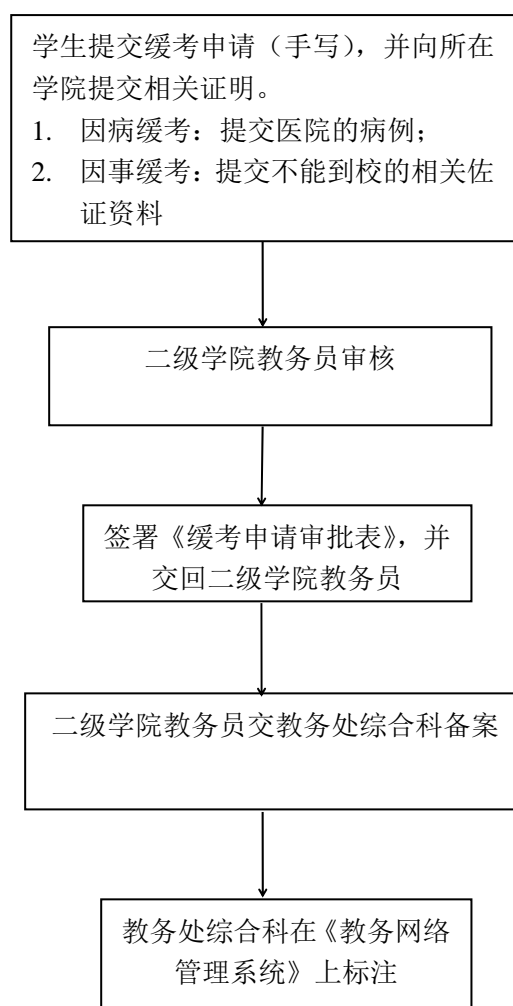 学生提交缓考申请（手写），并向所在
学院提交相关证明。
1. 因病缓考：提交医院的病例；
2. 因事缓考：提交不能到校的相关佐
证资料
二级学院教务员审核
签署《缓考申请审批表》，并
交回二级学院教务员
二级学院教务员交教务处综合科备案
教务处综合科在《教务网络
管理系统》上标注